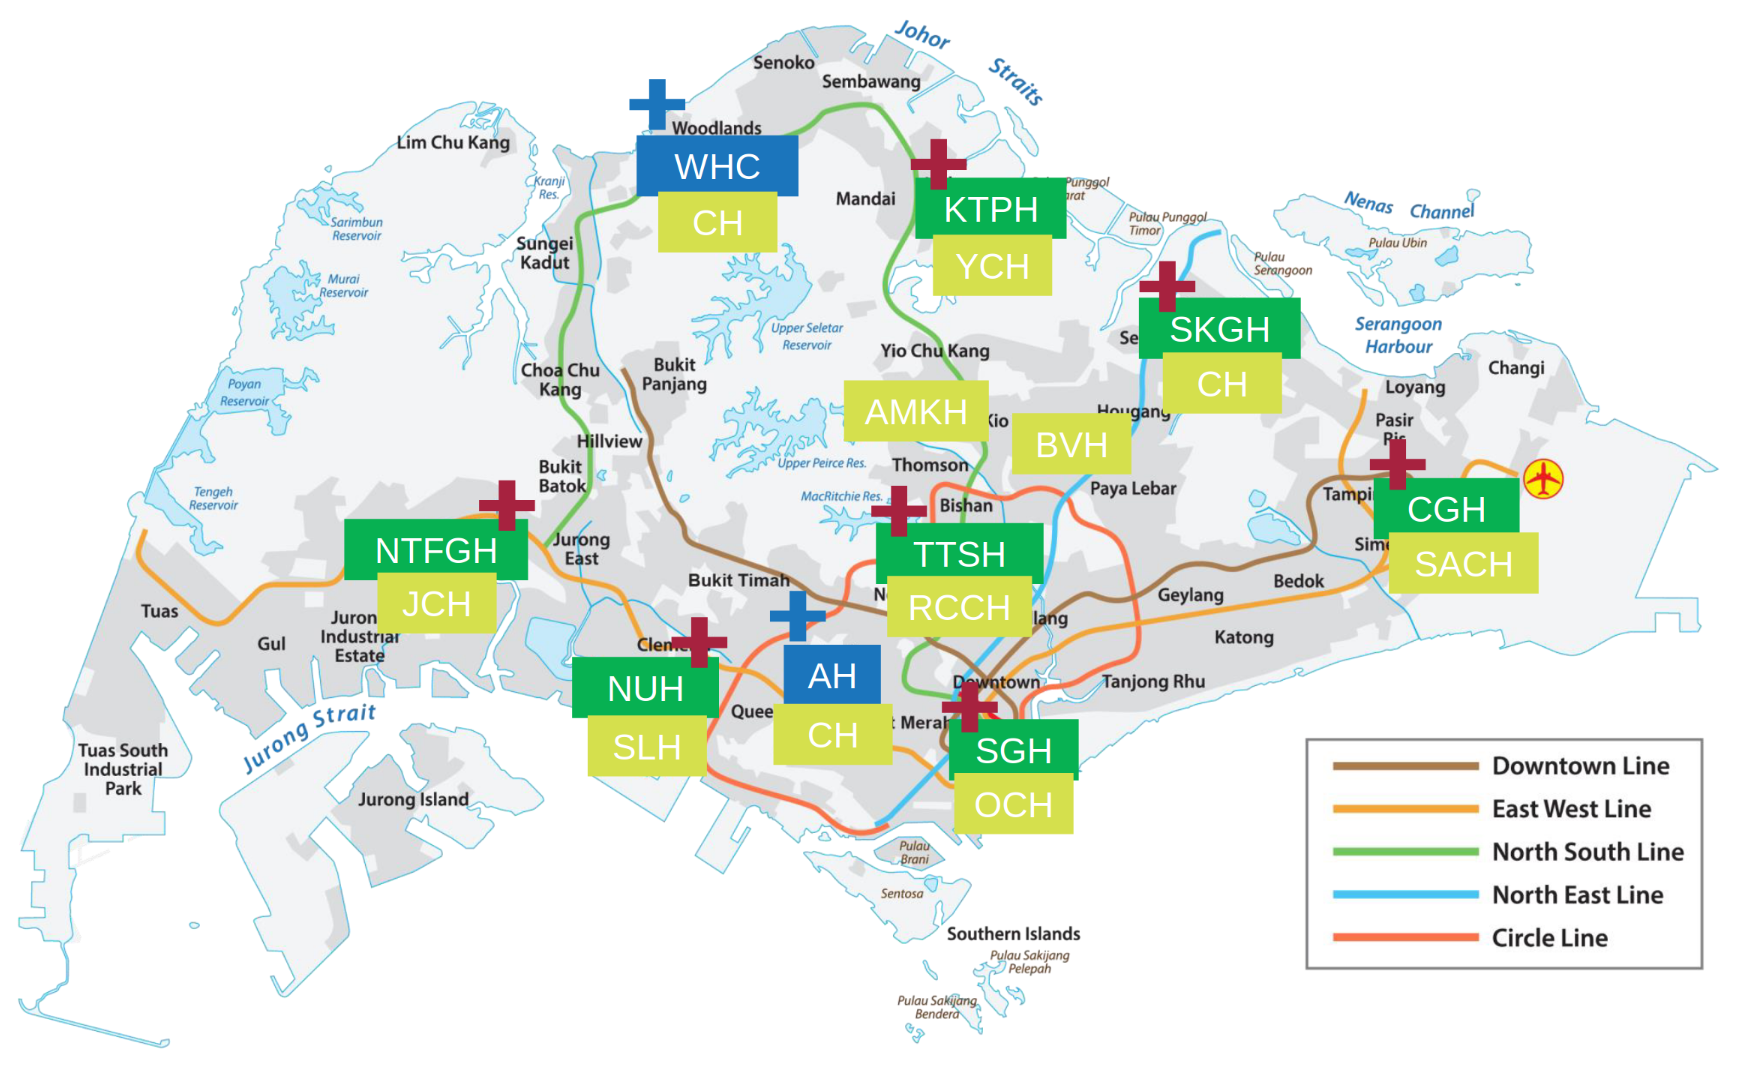 Johor
Straits
Senoko
Sembawang
Woodlands
Lim Chu Kang
WHC
CH
Kranji
Res.
Mandai
KTPH
YCH
Punggol
arat
Pulau Punggol
Timor
Nenas Channel
Pulau Ubin
Pulau
Serangoon
Sarimbun
Reservoir
Sungei
Kadut
Murai
Reservoir
Upper Seletar
Reservoir
SKGH
CH
Se
Serangoon
Harbour
Yio Chu Kang
Changi
Loyang
Bukit
Panjang
Choa Chu
Kang
Poyan
Reservoir
AMKH
Kio
Hougang
BVH
Pasir
Ris
Hillview
Upper Peirce Res.
Thomson
Bukit
Batok
Paya Lebar
Tampi
Tengeh
Reservoir
MacRitchie Res.
Bishan
CGH
SACH
Sime
NTFGH
JCH
Jurong
East
TTSH
RCCH
Bukit Timah
No
lang
Geylang
Bedok
Katong
Tuas
Gul
Juron
Industrial
Estate
Cleme
NUH
SLH
AH
CH
Quee
t Merah
Downtown
Tanjong Rhu
SGH
OCH
Jurong Strait
Tuas South
Industrial
Park
Jurong Island
Pulau
Brani
Sentosa
Southern Islands
Pulau Sakijang
Pelepah
Pulau Sakijang
Bendera
Downtown Line
East West Line
North South Line
North East Line
Circle Line